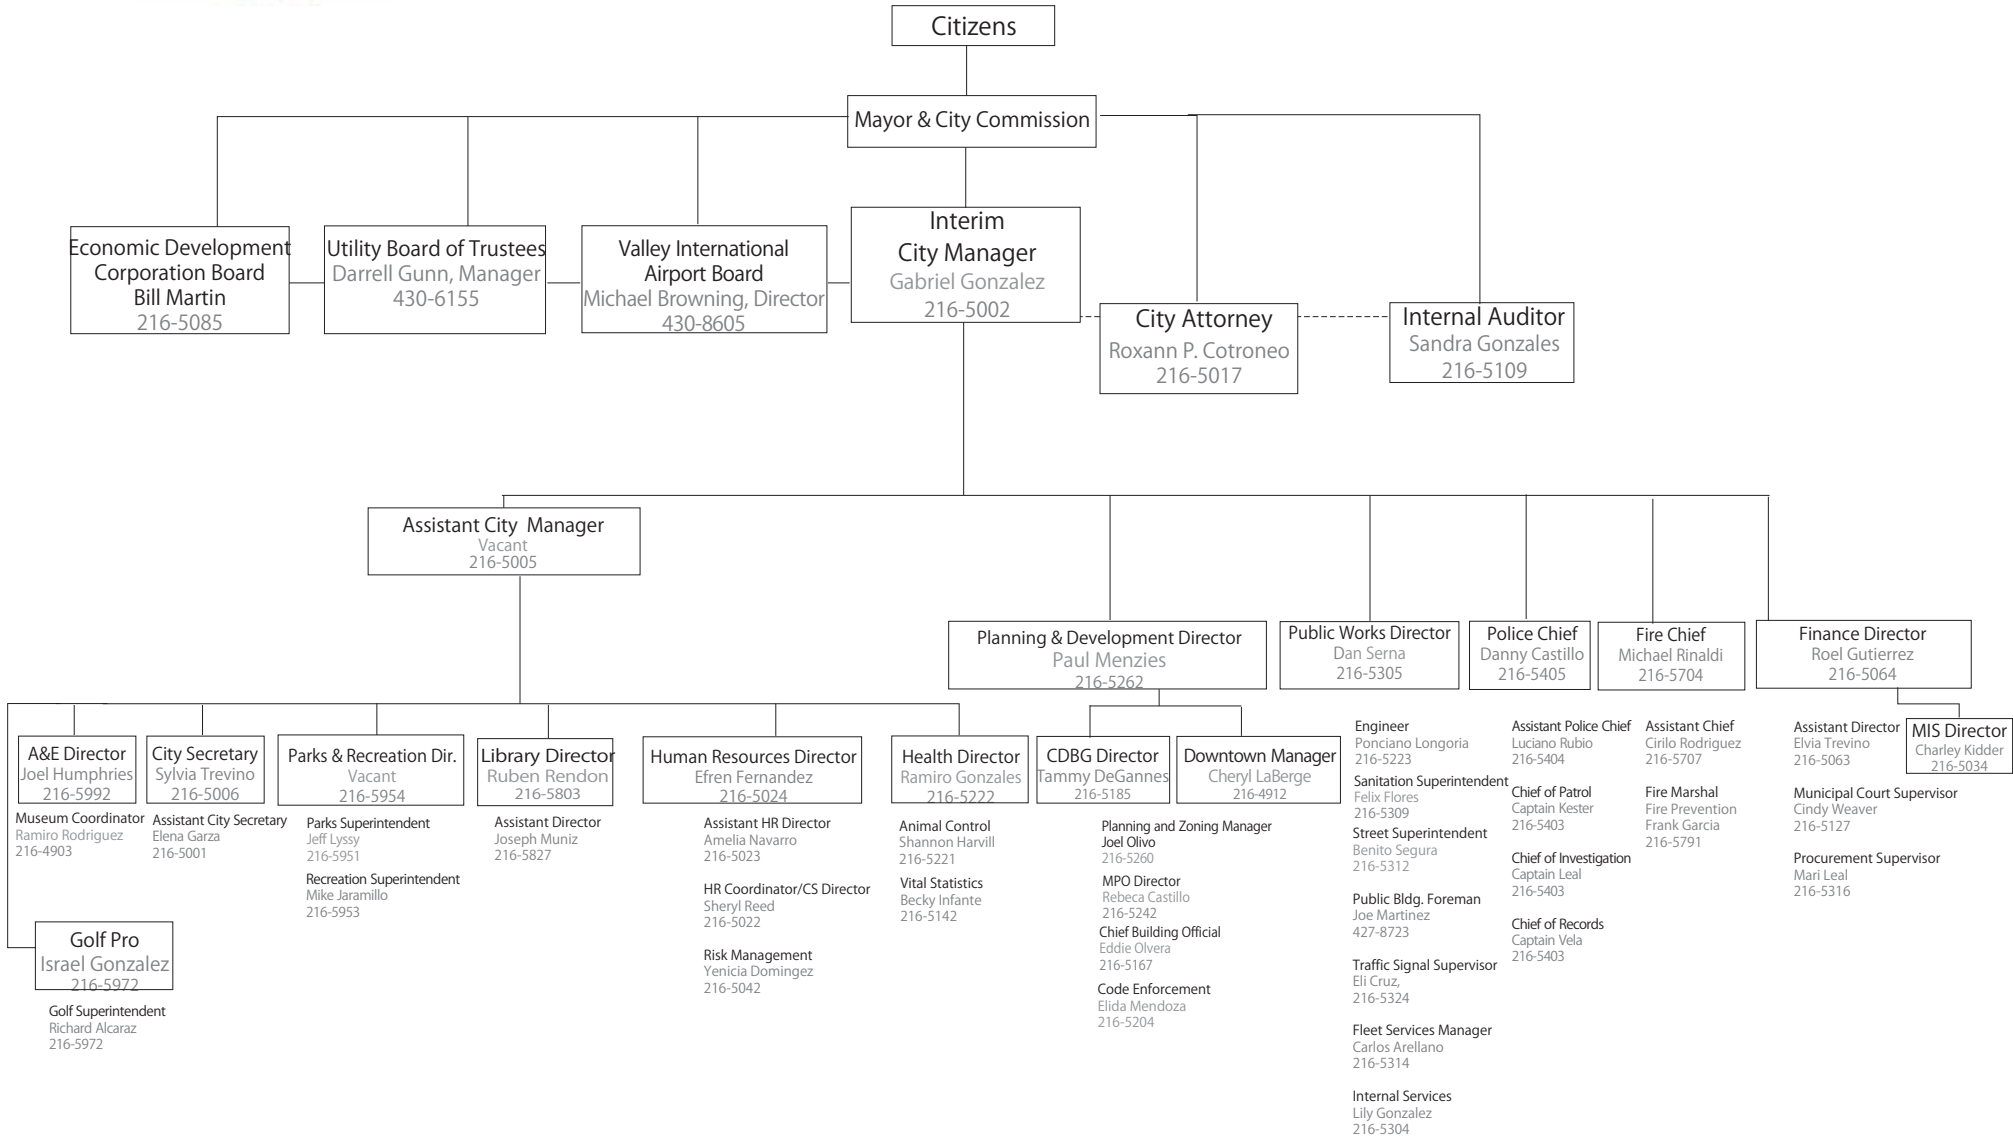 Citizens
Mayor & City Commission
Economic Development
Corporation Board
Bill Martin
216-5085
Utility Board of Trustees
Darrell Gunn, Manager
430-6155
Valley International
Airport Board
Michael Browning, Director
430-8605
Interim
City Manager
Gabriel Gonzalez
216-5002
City Attorney
Roxann P. Cotroneo
216-5017
Internal Auditor
Sandra Gonzales
216-5109
Assistant City Manager
Vacant
216-5005
Planning & Development Director
Paul Menzies
216-5262
Public Works Director
Dan Serna
216-5305
Police Chief
Danny Castillo
216-5405
Fire Chief
Michael Rinaldi
216-5704
Finance Director
Roel Gutierrez
216-5064
A&E Director
Joel Humphries
216-5992
Museum Coordinator
Ramiro Rodriguez
216-4903
City Secretary
Sylvia Trevino
216-5006
Assistant City Secretary
Elena Garza
216-5001
Parks & Recreation Dir.
Vacant
216-5954
Parks Superintendent
Jeff Lyssy
216-5951
Recreation Superintendent
Mike Jaramillo
216-5953
Library Director
Ruben Rendon
216-5803
Assistant Director
Joseph Muniz
216-5827
Human Resources Director
Efren Fernandez
216-5024
Assistant HR Director
Amelia Navarro
216-5023
HR Coordinator/CS Director
Sheryl Reed
216-5022
Risk Management
Yenicia Domingez
216-5042
Health Director
Ramiro Gonzales
216-5222
Animal Control
Shannon Harvill
216-5221
Vital Statistics
Becky Infante
216-5142
CDBG Director
Tammy DeGannes
216-5185
Downtown Manager
Cheryl LaBerge
216-4912
Planning and Zoning Manager
Joel Olivo
216-5260
MPO Director
Rebeca Castillo
216-5242
Chief Building Official
Eddie Olvera
216-5167
Code Enforcement
Elida Mendoza
216-5204
Engineer
Ponciano Longoria
216-5223
Sanitation Superintendent
Felix Flores
216-5309
Street Superintendent
Benito Segura
216-5312
Public Bldg. Foreman
Joe Martinez
427-8723
Traffic Signal Supervisor
Eli Cruz,
216-5324
Fleet Services Manager
Carlos Arellano
216-5314
Internal Services
Lily Gonzalez
216-5304
Assistant Police Chief
Luciano Rubio
216-5404
Chief of Patrol
Captain Kester
216-5403
Chief of Investigation
Captain Leal
216-5403
Chief of Records
Captain Vela
216-5403
Assistant Chief
Cirilo Rodriguez
216-5707
Fire Marshal
Fire Prevention
Frank Garcia
216-5791
Assistant Director
Elvia Trevino
216-5063
Municipal Court Supervisor
Cindy Weaver
216-5127
Procurement Supervisor
Mari Leal
216-5316
MIS Director
Charley Kidder
216-5034
Golf Pro
Israel Gonzalez
216-5972
Golf Superintendent
Richard Alcaraz
216-5972